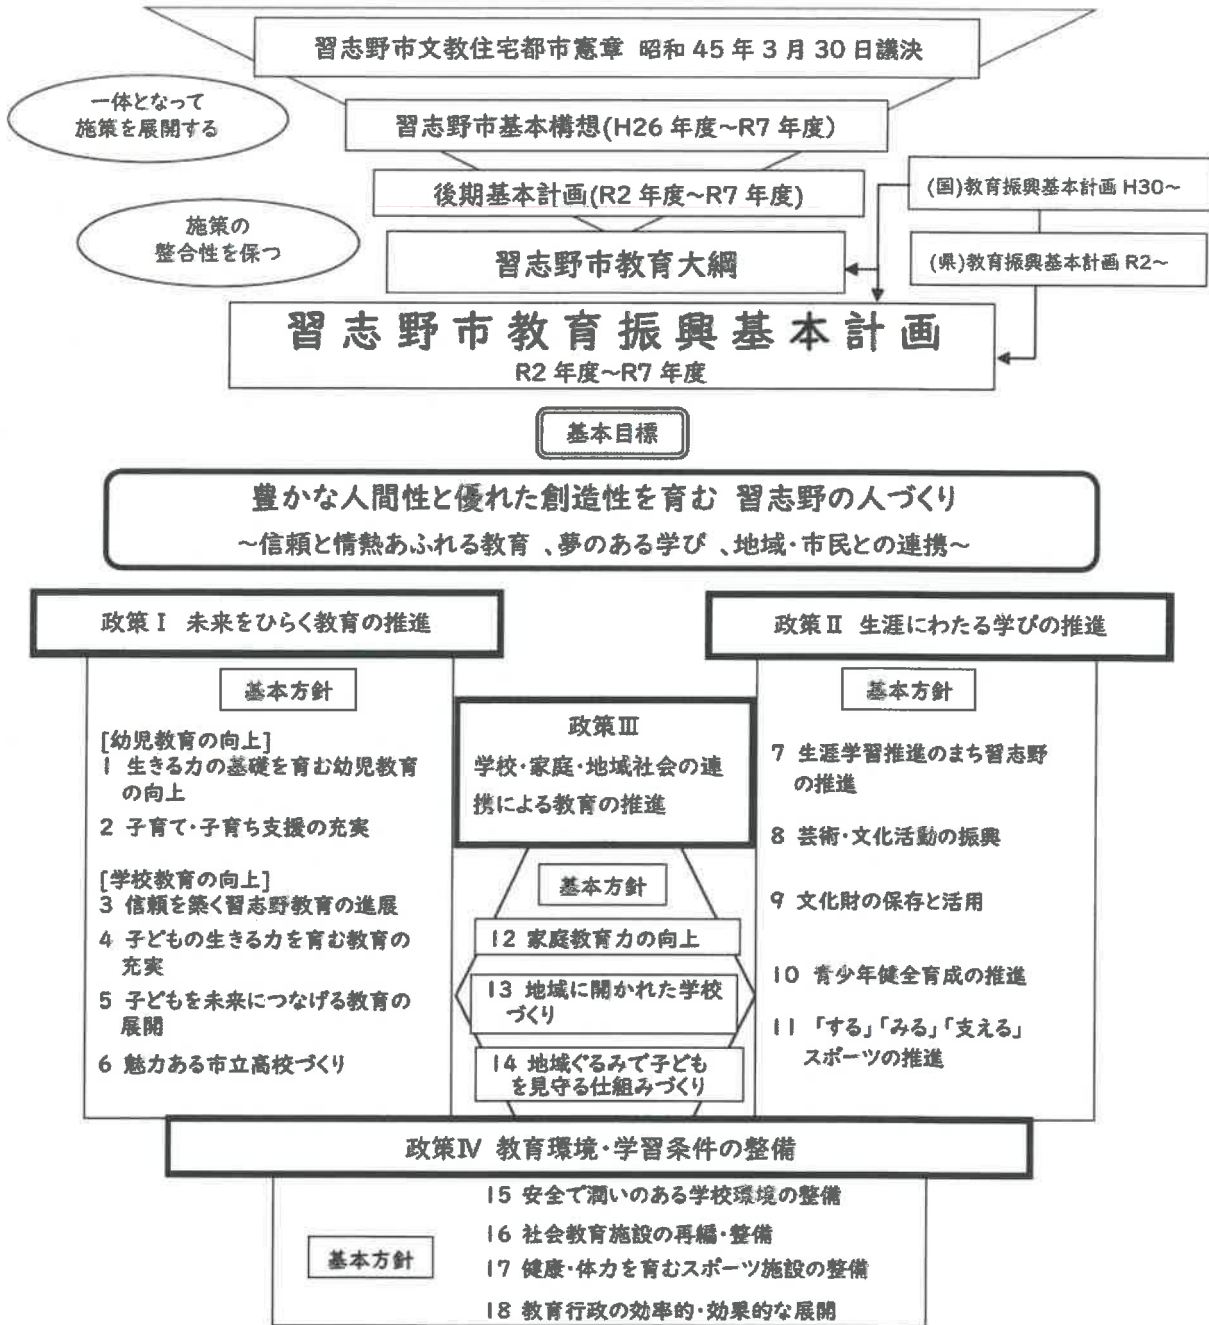 習志野市文教住宅都市憲章 昭和45年3月30日議決
一体となって
施策を展開する
習志野市基本構想(H26年度～R7年度)
後期基本計画(R2年度～R7年度)
(国)教育振興基本計画 H30～
施策の
整合性を保つ
習志野市教育大綱
(県)教育振興基本計画 R2～
習志野市教育振興基本計画
R2年度～R7年度
基本目標
豊かな人間性と優れた創造性を育む 習志野の人づくり
～信頼と情熱あふれる教育 、夢のある学び 、地域・市民との連携～
政策Ⅰ 未来をひらく教育の推進
基本方針
[幼児教育の向上]
1 生きる力の基礎を育む幼児教育
の向上
2 子育て・子育ち支援の充実
[学校教育の向上]
3 信頼を築く習志野教育の進展
4 子どもの生きる力を育む教育の
充実
5 子どもを未来につなげる教育の
展開
6 魅力ある市立高校づくり
政策Ⅲ
学校・家庭・地域社会の連
携による教育の推進
基本方針
12 家庭教育力の向上
13 地域に開かれた学校
づくり
14 地域ぐるみで子ども
を見守る仕組みづくり
政策Ⅱ 生涯にわたる学びの推進
基本方針
7 生涯学習推進のまち習志野
の推進
8 芸術・文化活動の振興
9 文化財の保存と活用
10 青少年健全育成の推進
11 「する」「みる」「支える」
スポーツの推進
政策Ⅳ 教育環境・学習条件の整備
基本方針
15 安全で潤いのある学校環境の整備
16 社会教育施設の再編・整備
17 健康・体力を育むスポーツ施設の整備
18 教育行政の効率的・効果的な展開